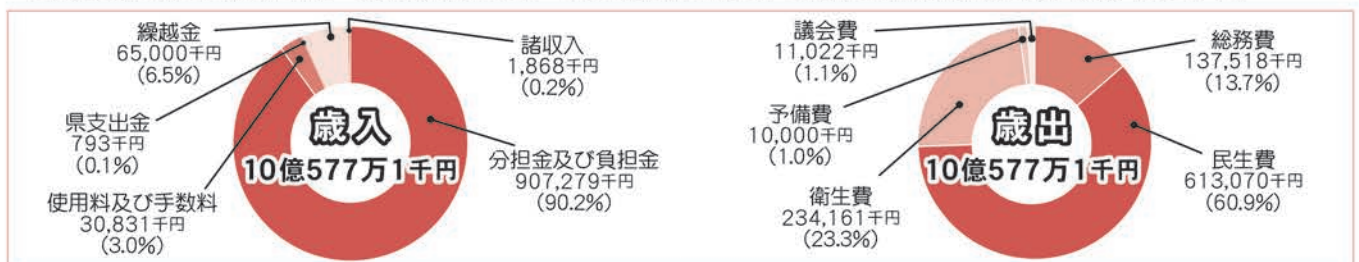 繰越金
65,000千円
(6.5%)
諸収入
1,868千円
(0.2%)
県支出金
793千円
(0.1%)
歳入
10億577万1千円
分担金及び負担金
907,279千円
(90.2%)
使用料及び手数料
30,831千円
(3.0%)
議会費
11,022千円
(1.1%)
総務費
137,518千円
(13.7%)
予備費
10,000千円
(1.0%)
歳出
10億577万1千円
民生費
613,070千円
(60.9%)
衛生費
234,161千円
(23.3%)